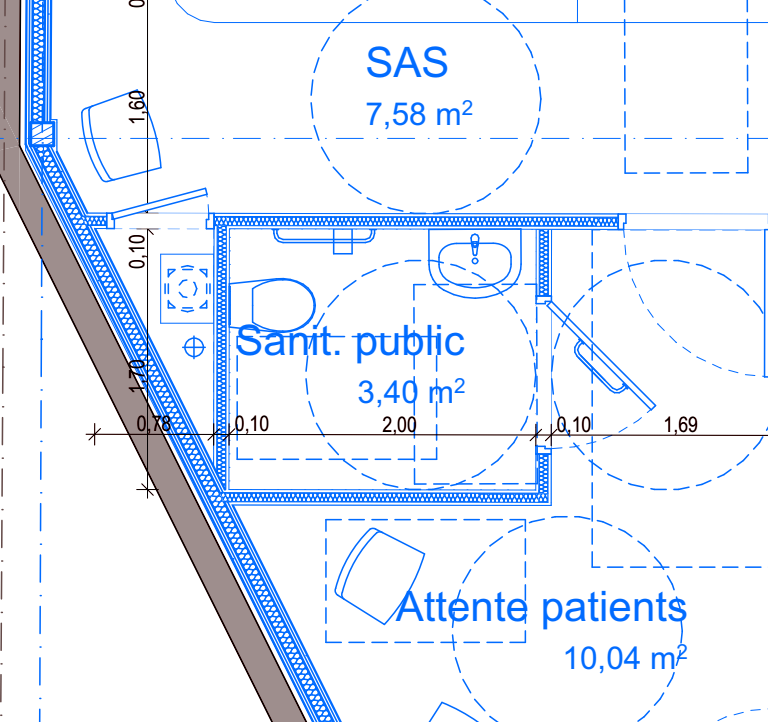 0
SAS
7,58 m²
1,60
0,10
Sanit. public
1,70
3,40 m²
0,78
0,10
2,00
0,10
1,69
Attente patients
10,04 m²